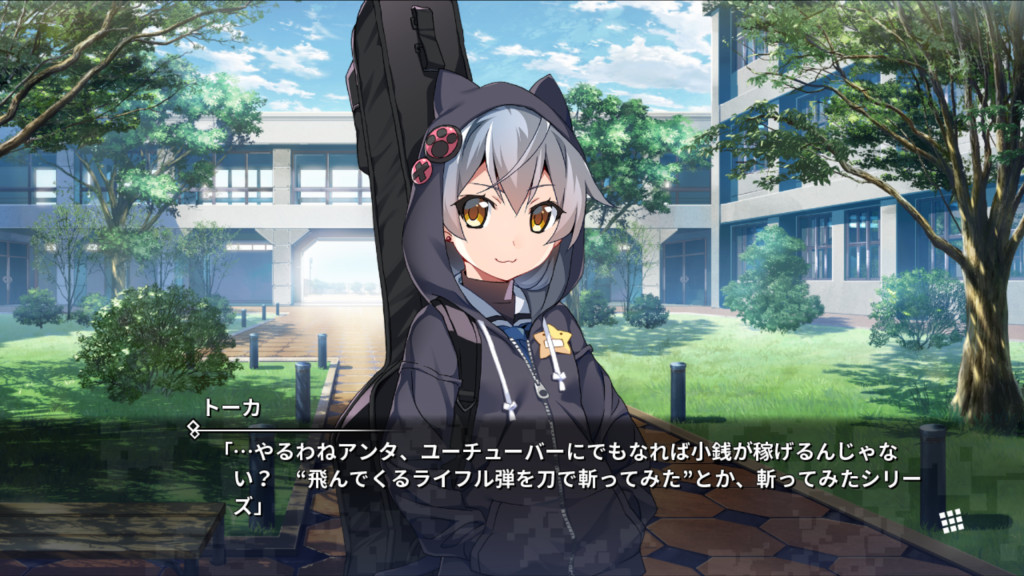 トーカ
「…やるわねアンタ、ユーチューバーにでもなれば小銭が稼げるんじゃな
い？　“飛んでくるライフル弾を刀で斬ってみた”とか、斬ってみたシリー
ズ」